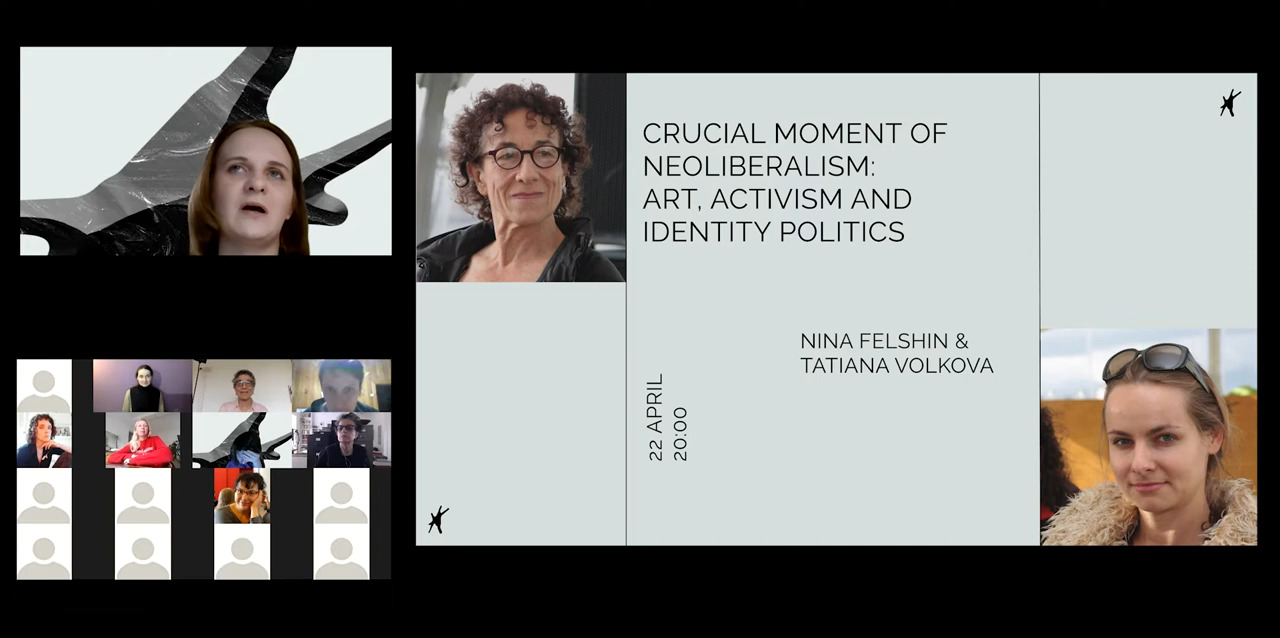 CRUCIAL MOMENT OF
NEOLIBERALISM:
ART, ACTIVISM AND
IDENTITY POLITICS
NINA FELSHIN &
TATIANA VOLKOVA
22 APRIL
20:00